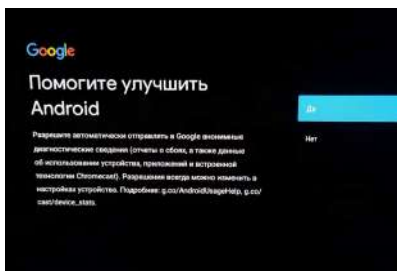 Google
Помогите улучшить
Android
Разрешите автоматически отправлять в Google анонимные
диагностические сведения (отчеты о сбоях, а также данные
об использовании устройства, приложений и встроенной
технологии Chromecast). Разрешения всегда можно изменить в
настройках устройства. Подробнее: g.co/AndroidUsageHelp, g.co/
cast/device_stats.
Да
Нет